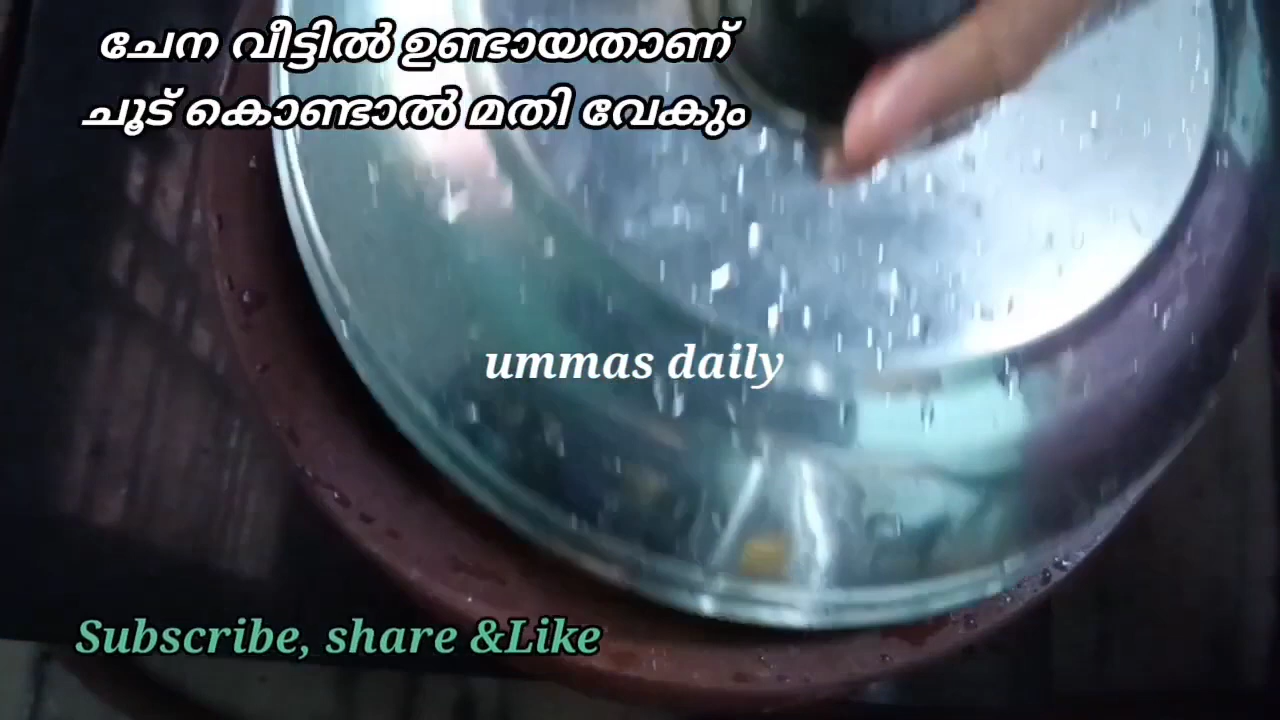 ചേന വീട്ടിൽ ഉണ്ടായതാണ്
ചൂട് കൊണ്ടാൽ മതി വേകും
ummas daily
Subscribe, share &Like